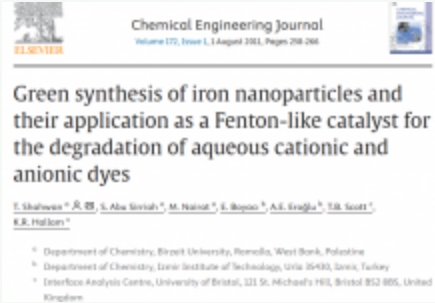 ELSEVIER
Chemical Engineering Journal
Volume 172, Issue 1, 1 August 2011, Pages 258-266
Green synthesis of iron nanoparticles and
their application as a Fenton-like catalyst for
the degradation of aqueous cationic and
anionic dyes
T. Shahwan a, S. Abu Sirriah a, M. Nairat a, E. Boyacı b, A.E. Eroğlu b, T.B. Scott c,
K.R. Hallam c
a Department of Chemistry, Birzeit University, Ramalla, West Bank, Palestine
b Department of Chemistry, İzmir Institute of Technology, Urla 35430, İzmir, Turkey
c Interface Analysis Centre, University of Bristol, 121 St. Michael's Hill, Bristol BS2 8BS, United
Kingdom